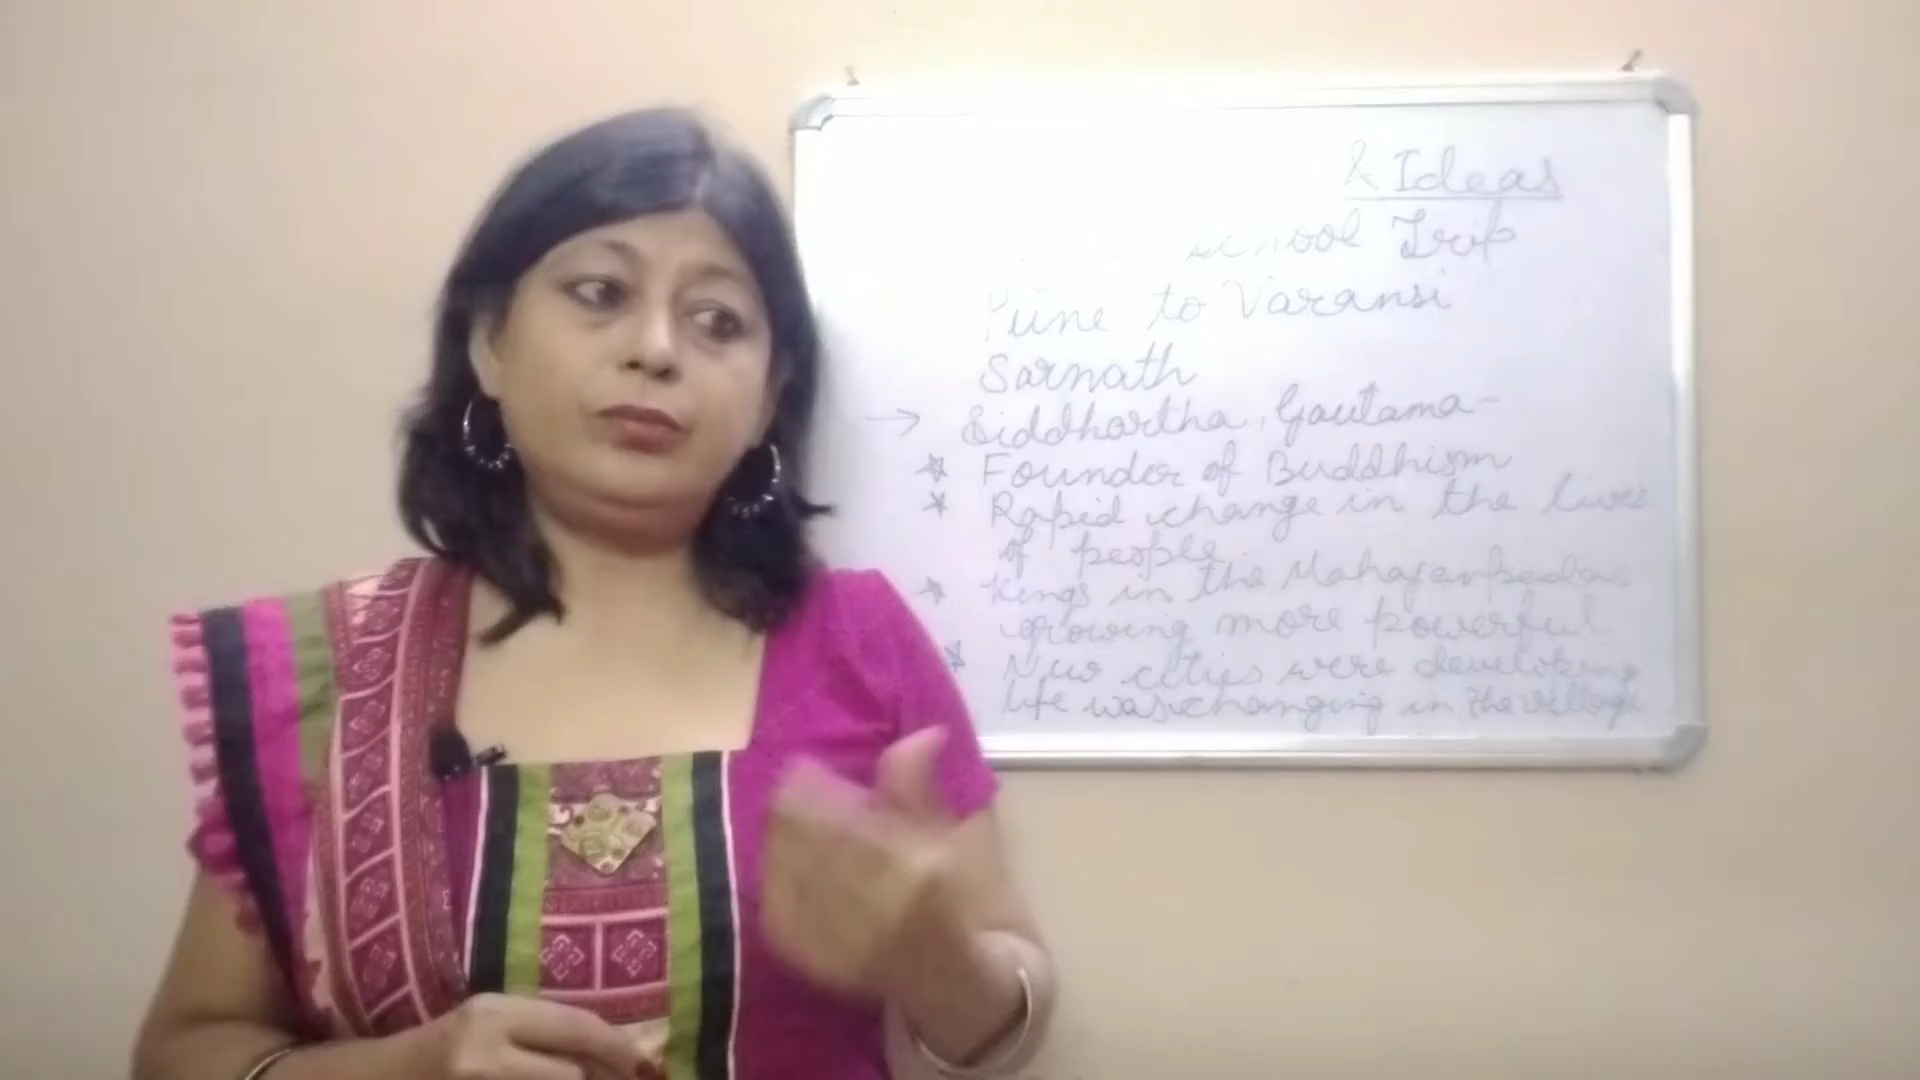 & Ideas
school Trip
Pune to Varansi
Sarnath
→ Siddhartha, Gautama-
☆ Founder of Buddhism
☆ Rapid change in the lives
of people
☆ Kings in the Mahajanpadas
growing more powerful
☆ New cities were developing
life was changing in the village